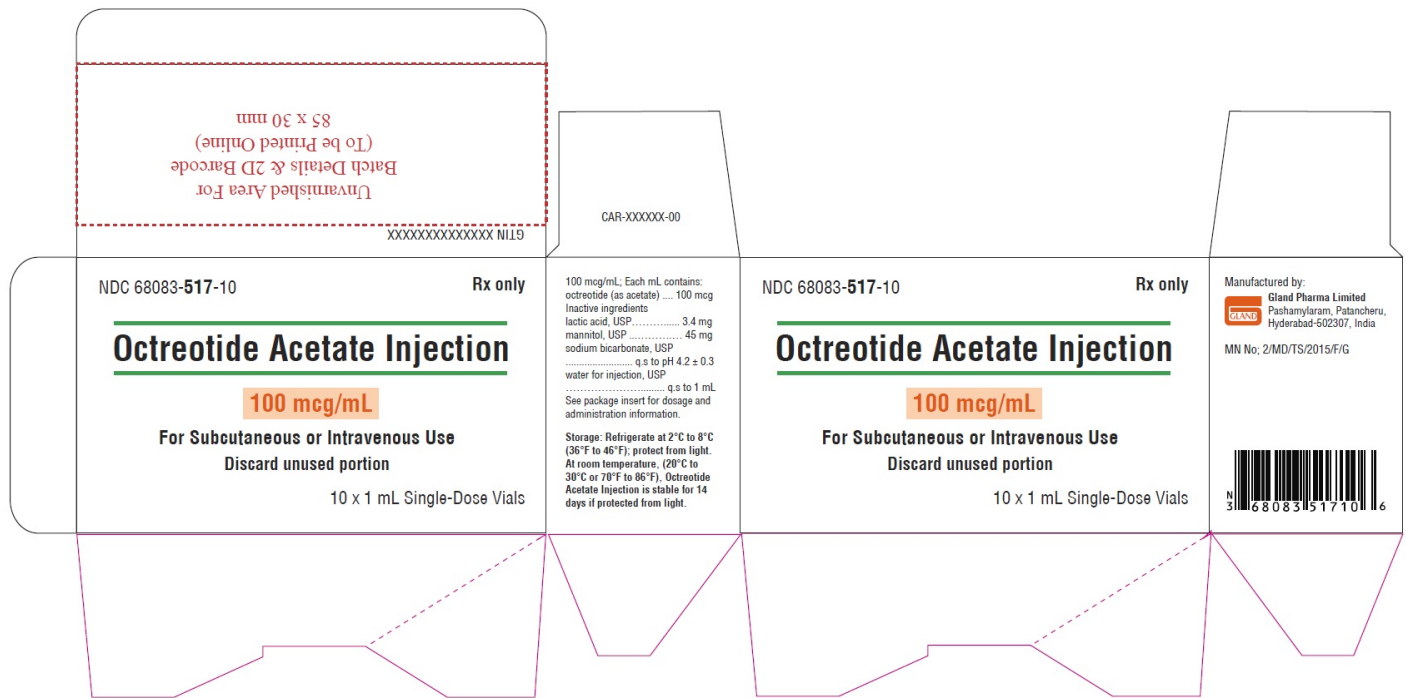 Unvarnished Area For
Batch Details & 2D Barcode
(To be Printed Online)
85 x 30 mm
GTIN XXXXXXXXXXXXXX
CAR-XXXXXX-00
NDC 68083-517-10
Rx only
Octreotide Acetate Injection
100 mcg/mL
For Subcutaneous or Intravenous Use
Discard unused portion
10 x 1 mL Single-Dose Vials
100 mcg/mL; Each mL contains:
octreotide (as acetate) .... 100 mcg
Inactive ingredients
lactic acid, USP............... 3.4 mg
mannitol, USP ................ 45 mg
sodium bicarbonate, USP
........................ q.s to pH 4.2 ± 0.3
water for injection, USP
............................. q.s to 1 mL
See package insert for dosage and
administration information.
Storage: Refrigerate at 2°C to 8°C
(36°F to 46°F); protect from light.
At room temperature, (20°C to
30°C or 70°F to 86°F), Octreotide
Acetate Injection is stable for 14
days if protected from light.
NDC 68083-517-10
Rx only
Octreotide Acetate Injection
100 mcg/mL
For Subcutaneous or Intravenous Use
Discard unused portion
10 x 1 mL Single-Dose Vials
Manufactured by:
GLAND
Gland Pharma Limited
Pashamylaram, Patancheru,
Hyderabad-502307, India
MN No; 2/MD/TS/2015/F/G
N
3 68083 51710 6